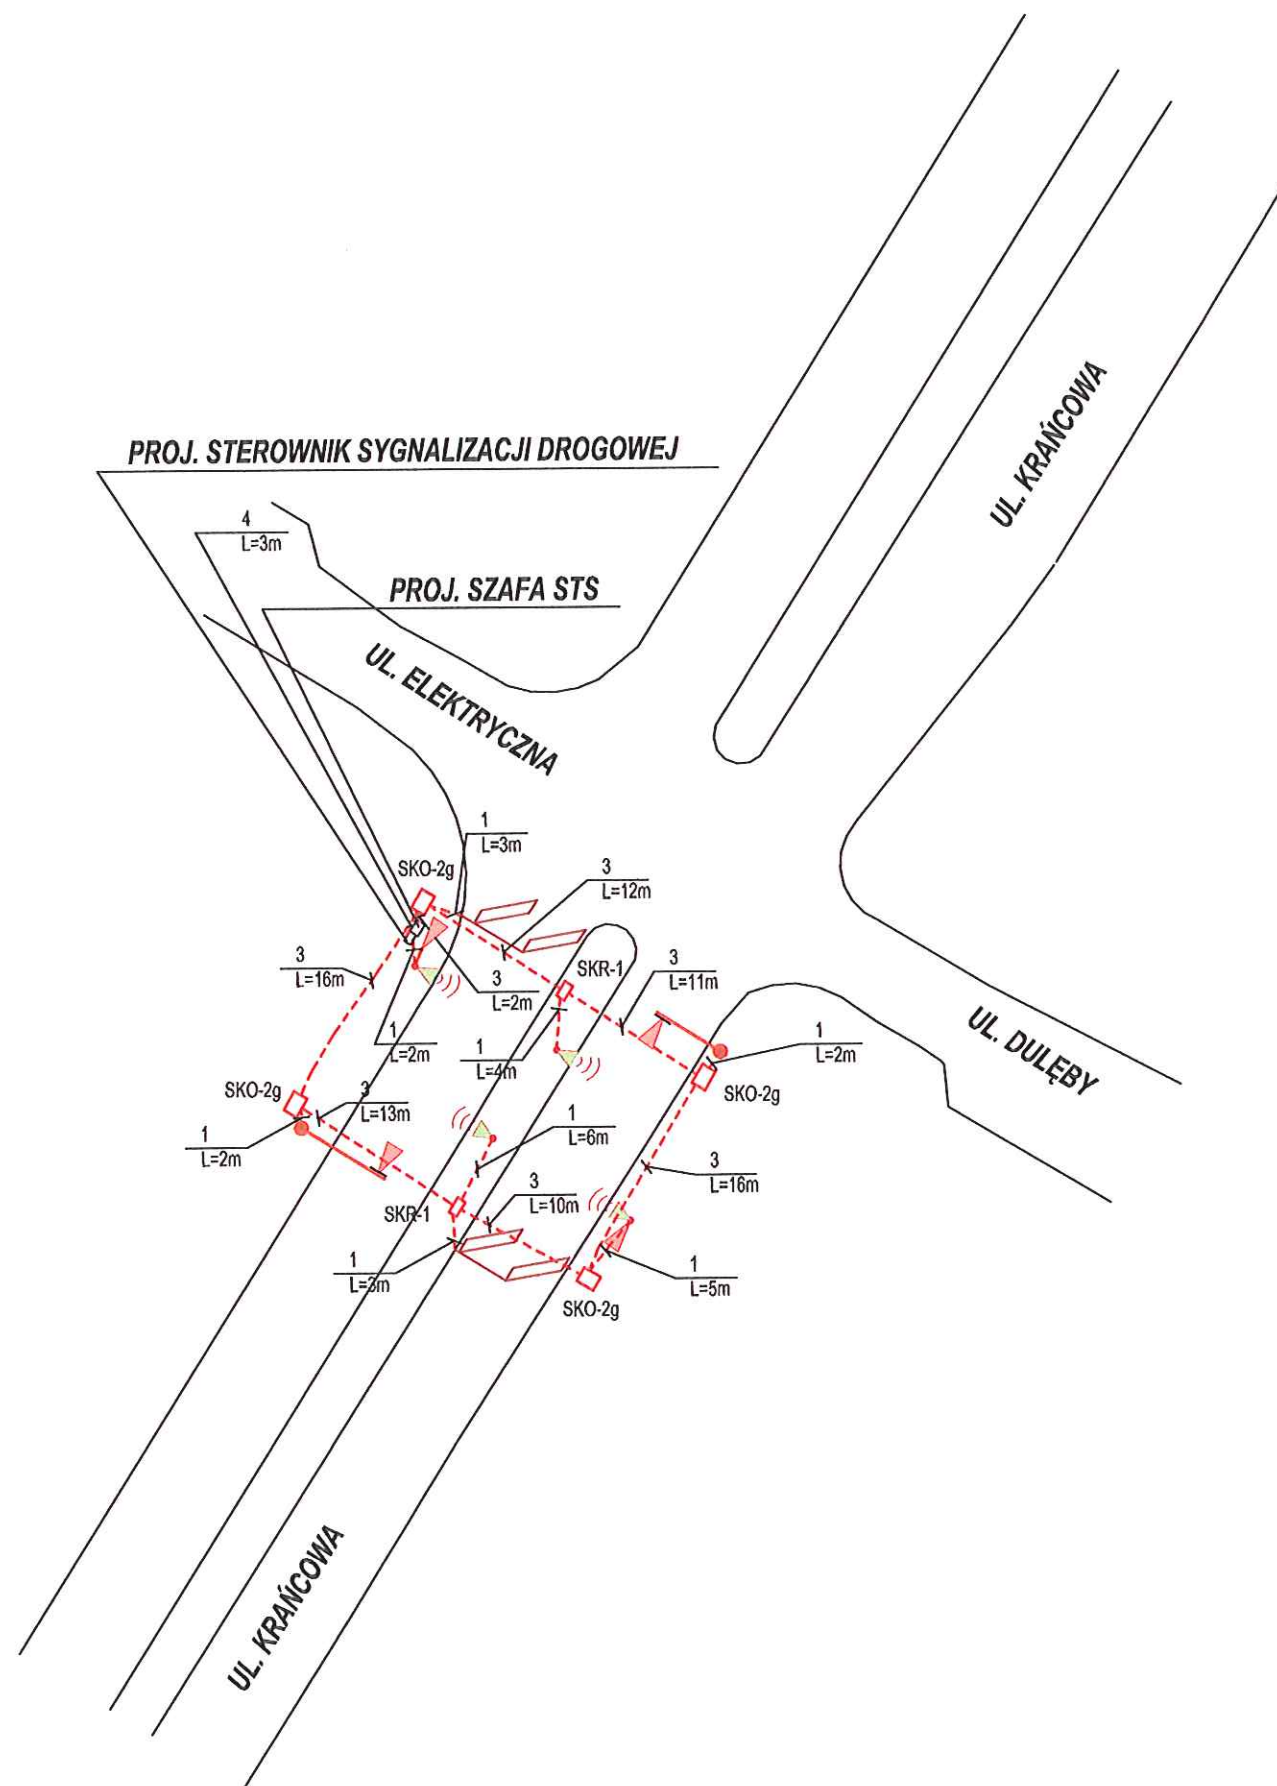 UL. KRAŃCOWA
PROJ. STEROWNIK SYGNALIZACJI DROGOWEJ
4
L=3m
PROJ. SZAFA STS
UL. ELEKTRYCZNA
1
L=3m
SKO-2g
3
L=12m
3
L=16m
3
L=2m
SKR-1
3
L=11m
1
L=2m
1
L=4m
1
L=2m
UL. DULĘBY
SKO-2g
SKO-2g
3
L=13m
1
L=2m
1
L=6m
3
L=16m
SKR-1
3
L=10m
1
L=3m
1
L=5m
SKO-2g
UL. KRAŃCOWA